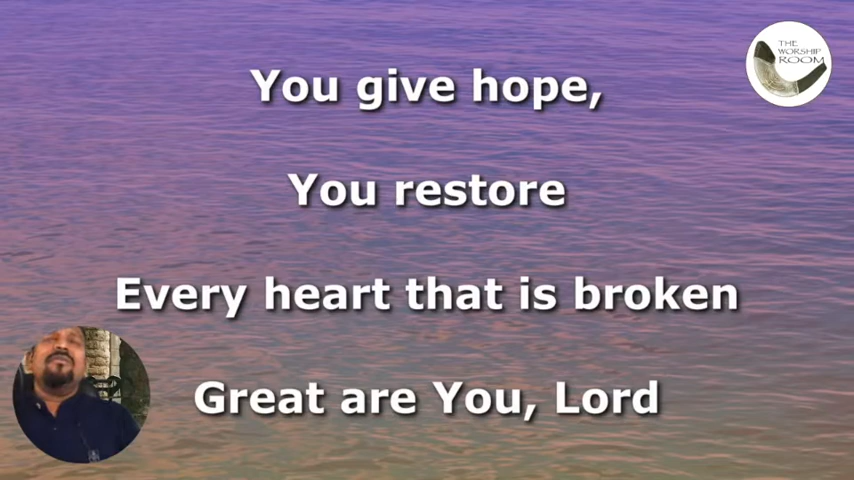 THE
WORSHIP
ROOM
You give hope,
You restore
Every heart that is broken
Great are You, Lord